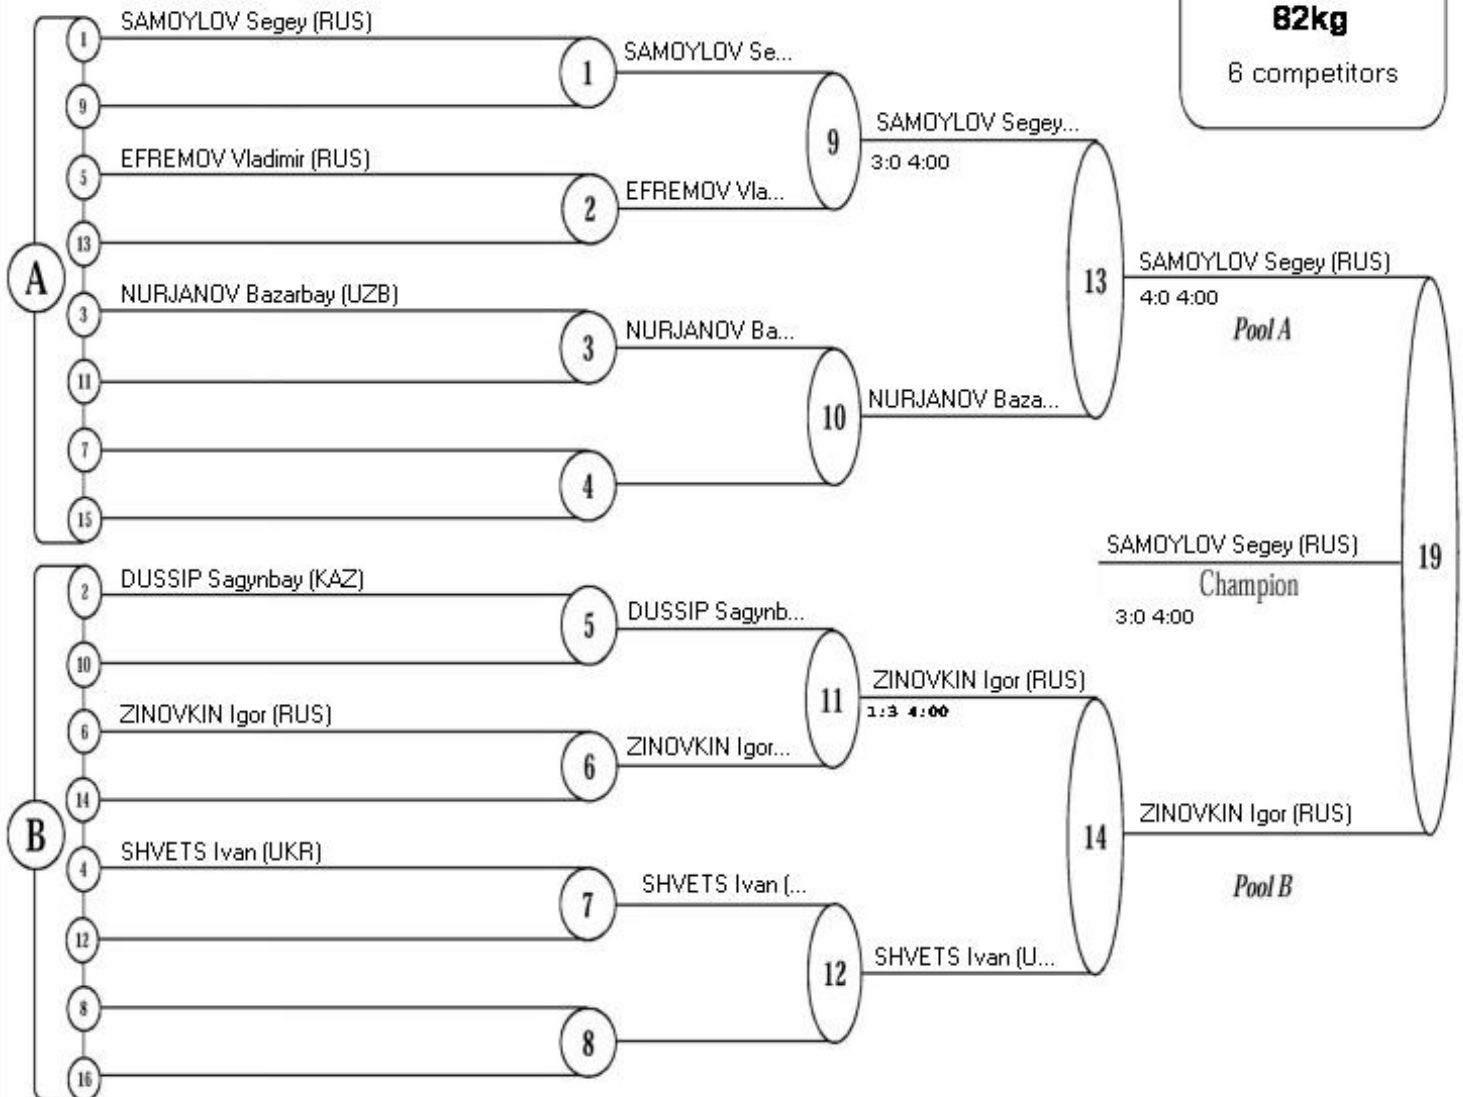 82kg
6 competitors
A
1
SAMOYLOV Segey (RUS)
9
5
EFREMOV Vladimir (RUS)
13
3
NURJANOV Bazarbay (UZB)
11
7
15
1
2
3
4
SAMOYLOV Se...
EFREMOV Vla...
NURJANOV Ba...
9
10
SAMOYLOV Segey...
3:0 4:00
NURJANOV Baza...
13
SAMOYLOV Segey (RUS)
4:0 4:00
Pool A
B
2
DUSSIP Sagynbay (KAZ)
10
6
ZINOVKIN Igor (RUS)
14
4
SHVETS Ivan (UKR)
12
8
16
5
6
7
8
DUSSIP Sagynb...
ZINOVKIN Igor...
SHVETS Ivan (...
11
12
ZINOVKIN Igor (RUS)
1:3 4:00
SHVETS Ivan (U...
14
ZINOVKIN Igor (RUS)
Pool B
19
SAMOYLOV Segey (RUS)
Champion
3:0 4:00